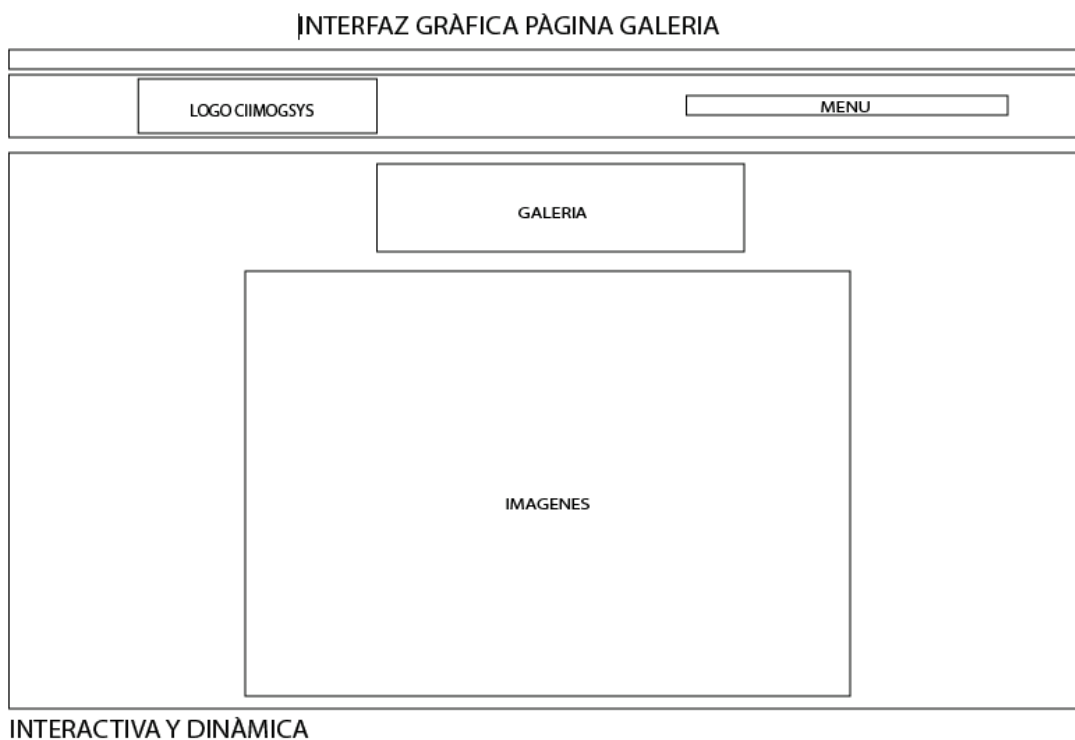 INTERFAZ GRÀFICA PÀGINA GALERIA
LOGO CIIMOGSYS
MENU
GALERIA
IMAGENES
INTERACTIVA Y DINÀMICA